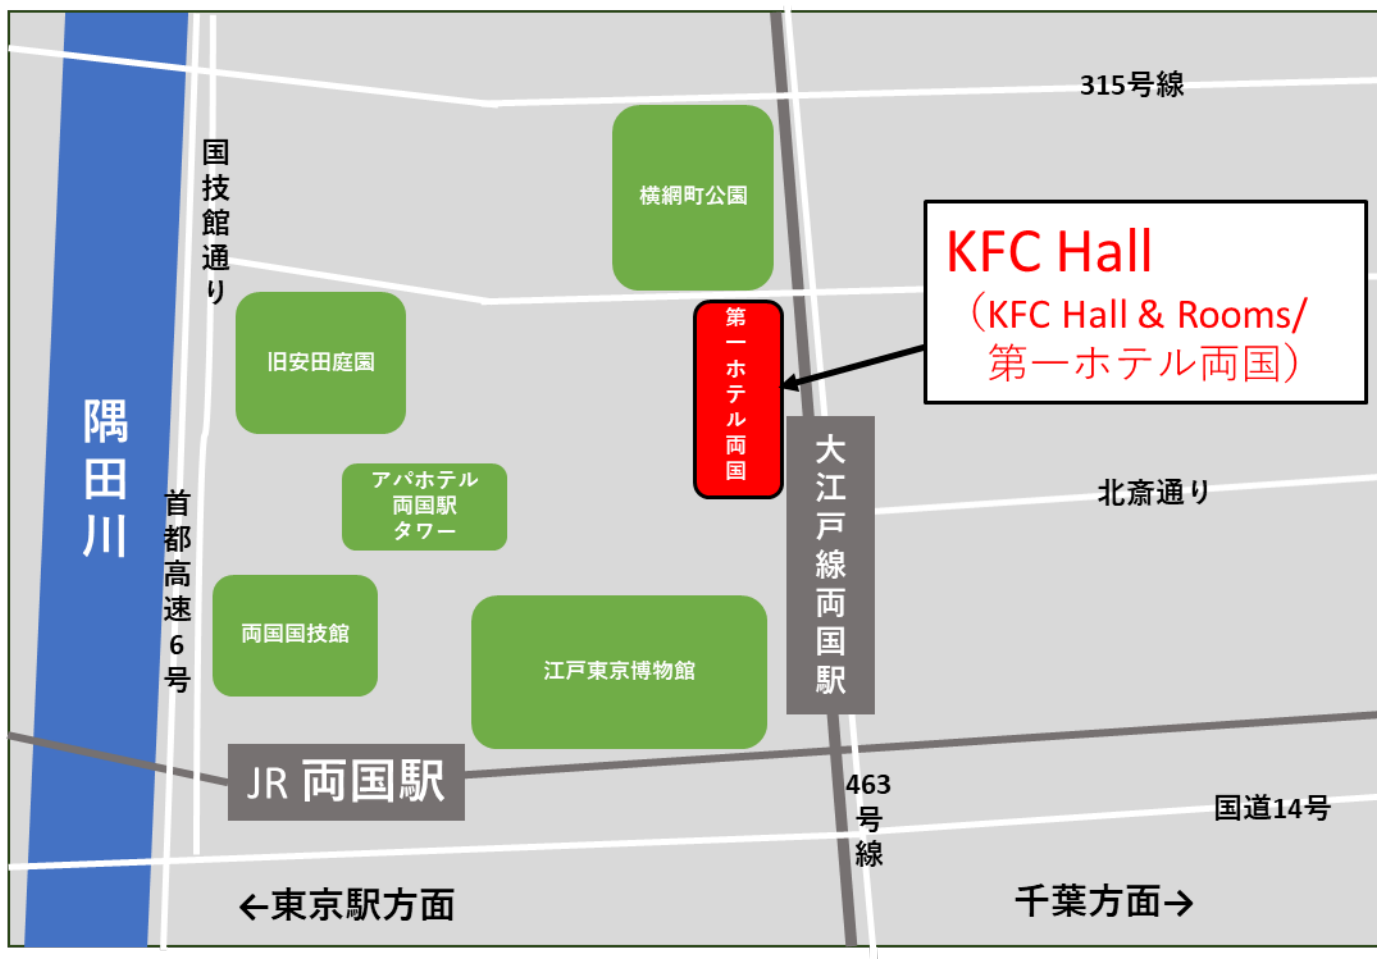 315号線
国技館通り
横網町公園
KFC Hall
（KFC Hall & Rooms/
第一ホテル両国）
第一ホテル両国
旧安田庭園
隅田川
大江戸線両国駅
アパホテル
両国駅
タワー
北斎通り
首都高速6号
両国国技館
江戸東京博物館
JR 両国駅
463号線
国道14号
←東京駅方面
千葉方面→